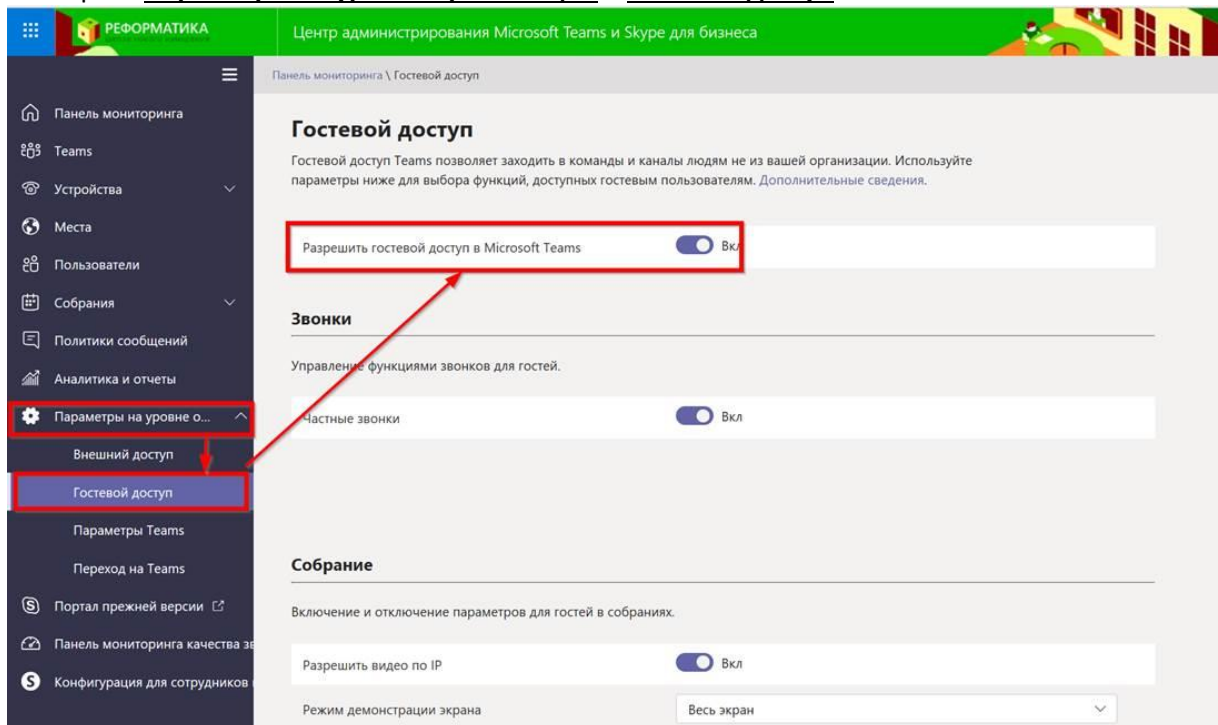 РЕФОРМАТИКА
Центр администрирования Microsoft Teams и Skype для бизнеса
Панель мониторинга \ Гостевой доступ
Панель мониторинга
Teams
Устройства
Места
Пользователи
Собрания
Политики сообщений
Аналитика и отчеты
Параметры на уровне о...
Внешний доступ
Гостевой доступ
Параметры Teams
Переход на Teams
Портал прежней версии
Панель мониторинга качества зв
Конфигурация для сотрудников
Гостевой доступ
Гостевой доступ Teams позволяет заходить в команды и каналы людям не из вашей организации. Используйте
параметры ниже для выбора функций, доступных гостевым пользователям. Дополнительные сведения.
Разрешить гостевой доступ в Microsoft Teams Вкл
Звонки
Управление функциями звонков для гостей.
Частные звонки Вкл
Собрание
Включение и отключение параметров для гостей в собраниях.
Разрешить видео по IP Вкл
Режим демонстрации экрана Весь экран